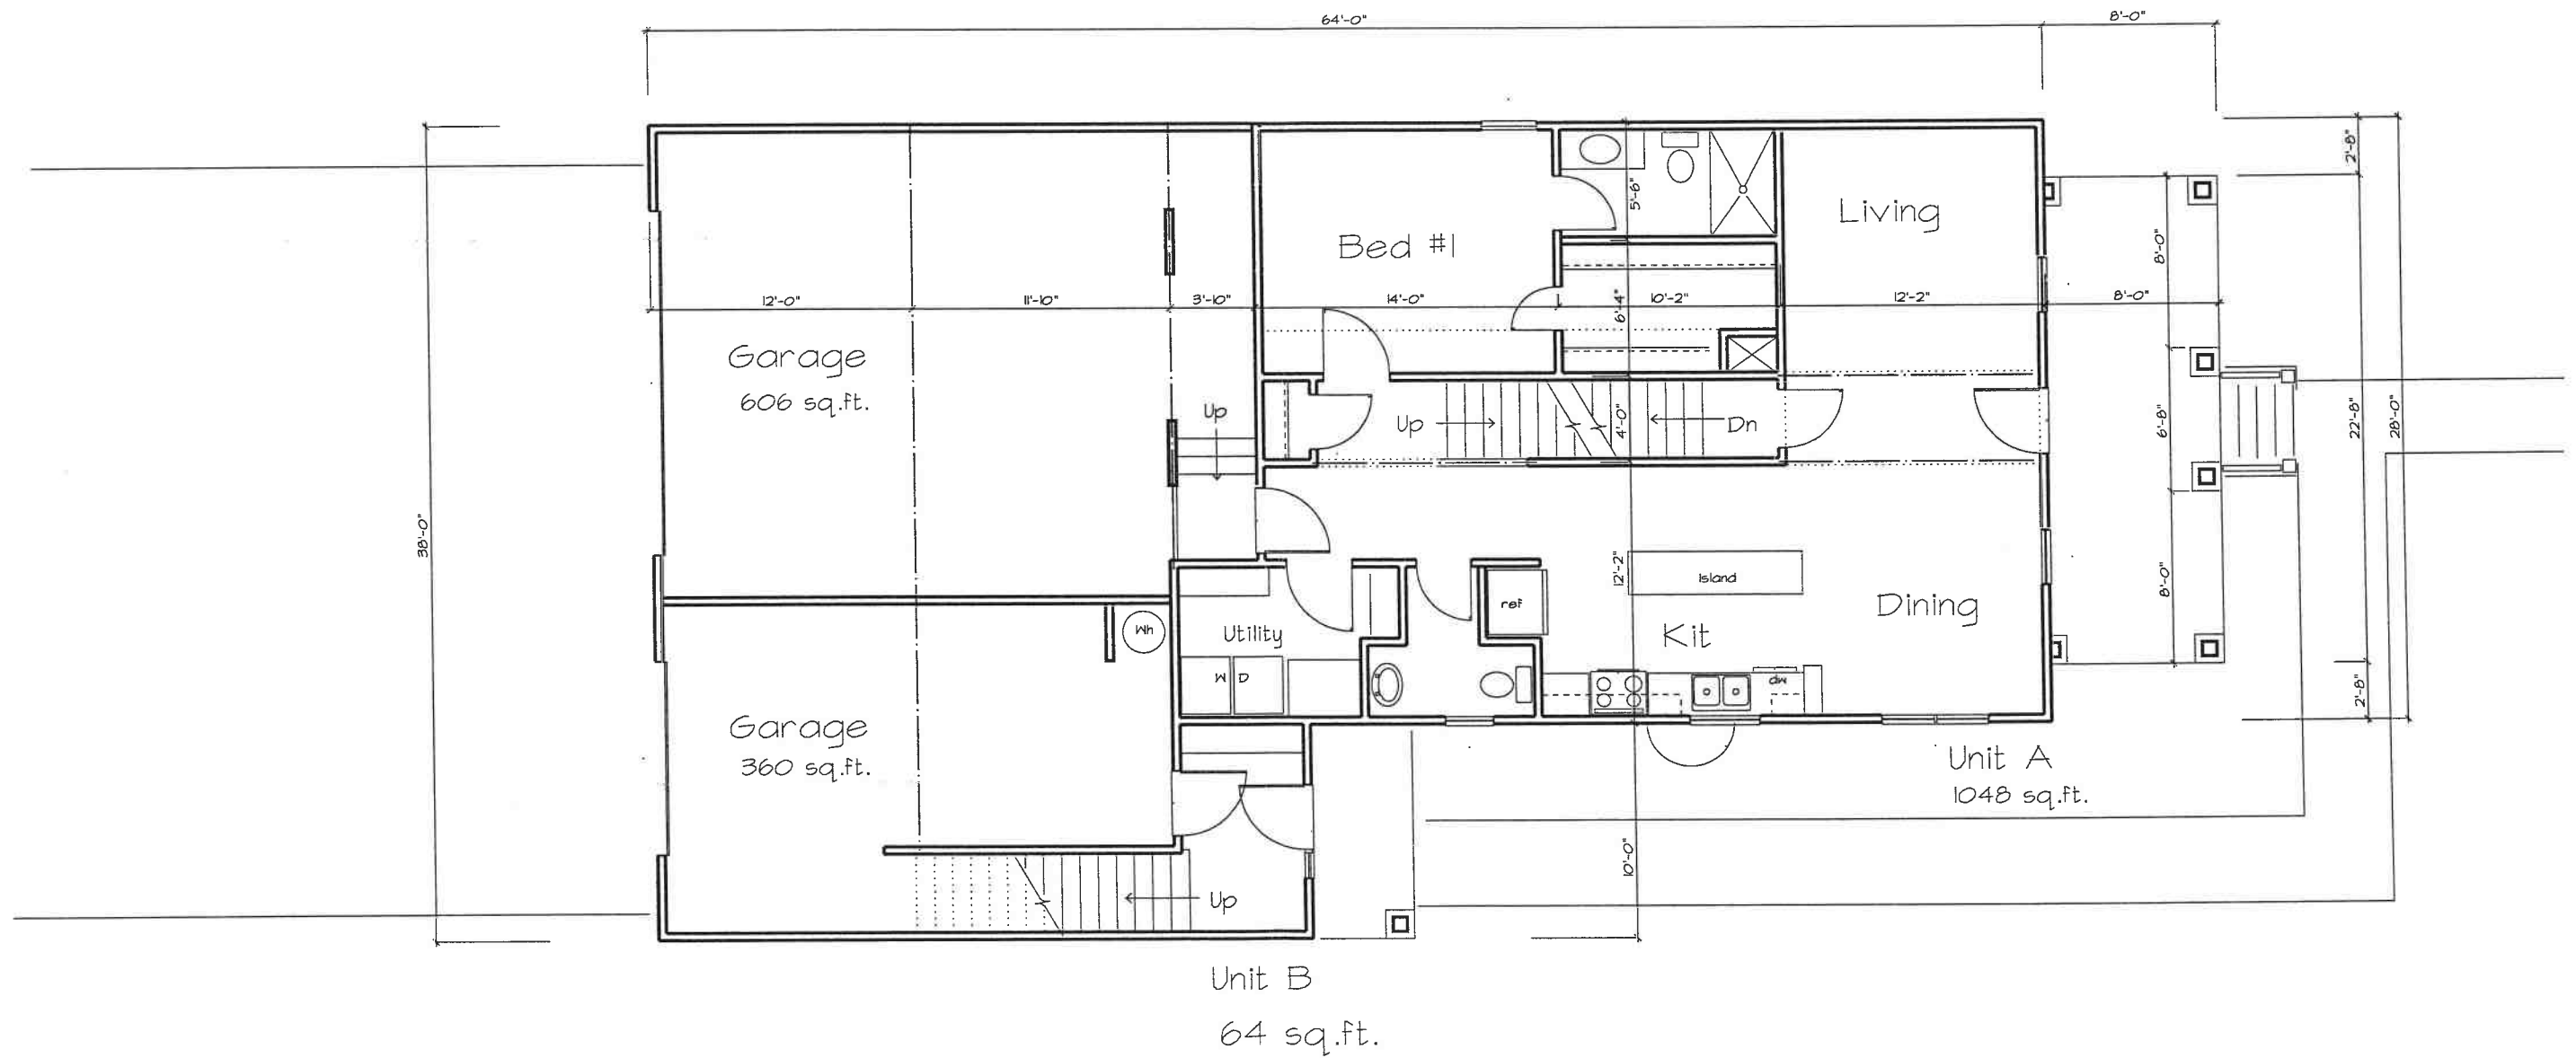 64'-0"
8'-0"
2'-8"
5'-6"
Living
Bed #1
8'-0"
12'-0"
11'-10"
3'-10"
14'-0"
6'-4"
10'-2"
12'-2"
8'-0"
Garage
606 sq.ft.
Up
Up
4'-0"
Dn
6'-8"
22'-8"
28'-0"
38'-0"
12'-2"
Island
ref
8'-0"
Dining
Wh
Utility
Kit
W D
dw
2'-8"
Garage
360 sq.ft.
Unit A
1048 sq.ft.
10'-0"
Up
Unit B
64 sq.ft.